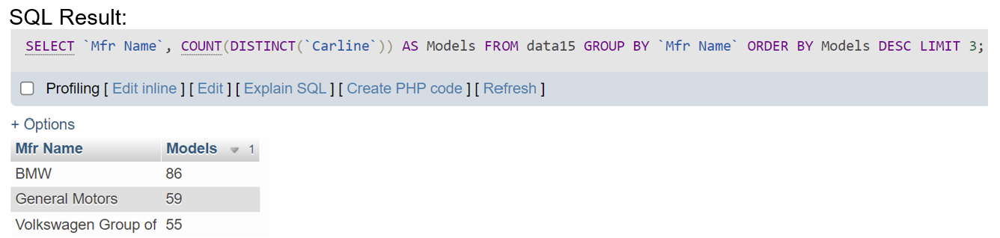 SQL Result:
SELECT `Mfr Name`, COUNT(DISTINCT(`Carline`)) AS Models FROM data15 GROUP BY `Mfr Name` ORDER BY Models DESC LIMIT 3;
Profiling [ Edit inline ] [ Edit ] [ Explain SQL ] [ Create PHP code ] [ Refresh ]
+ Options
Mfr Name Models 1
BMW 86
General Motors 59
Volkswagen Group of 55